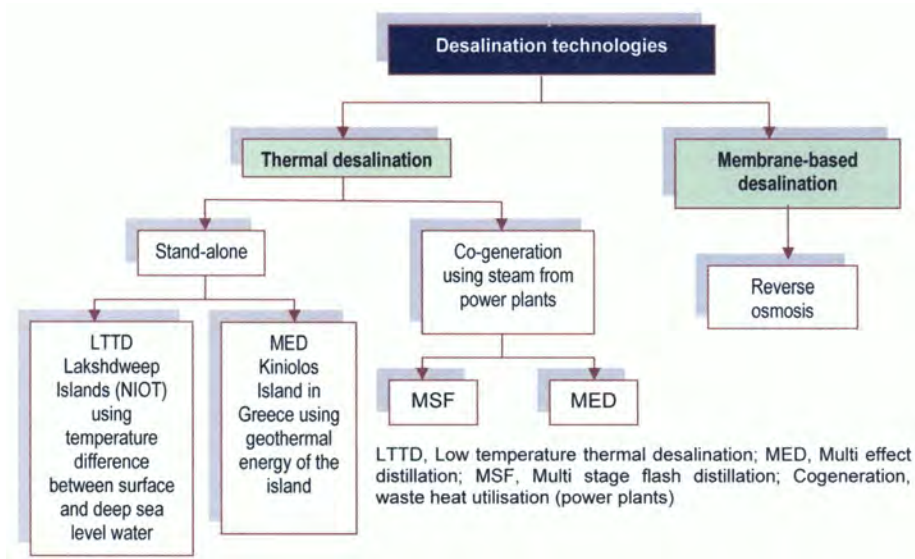 Desalination technologies
Thermal desalination
Membrane-based
desalination
Stand-alone
Co-generation
using steam from
power plants
Reverse
osmosis
LTTD
Lakshdweep
Islands (NIOT)
using
temperature
difference
between surface
and deep sea
level water
MED
Kiniolos
Island in
Greece using
geothermal
energy of the
island
MSF
MED
LTTD, Low temperature thermal desalination; MED, Multi effect
distillation; MSF, Multi stage flash distillation; Cogeneration,
waste heat utilisation (power plants)